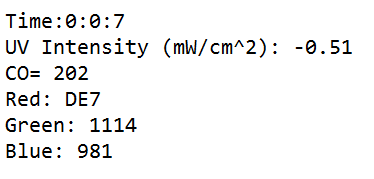 Time:0:0:7
UV Intensity (mW/cm^2): -0.51
CO= 202
Red: DE7
Green: 1114
Blue: 981